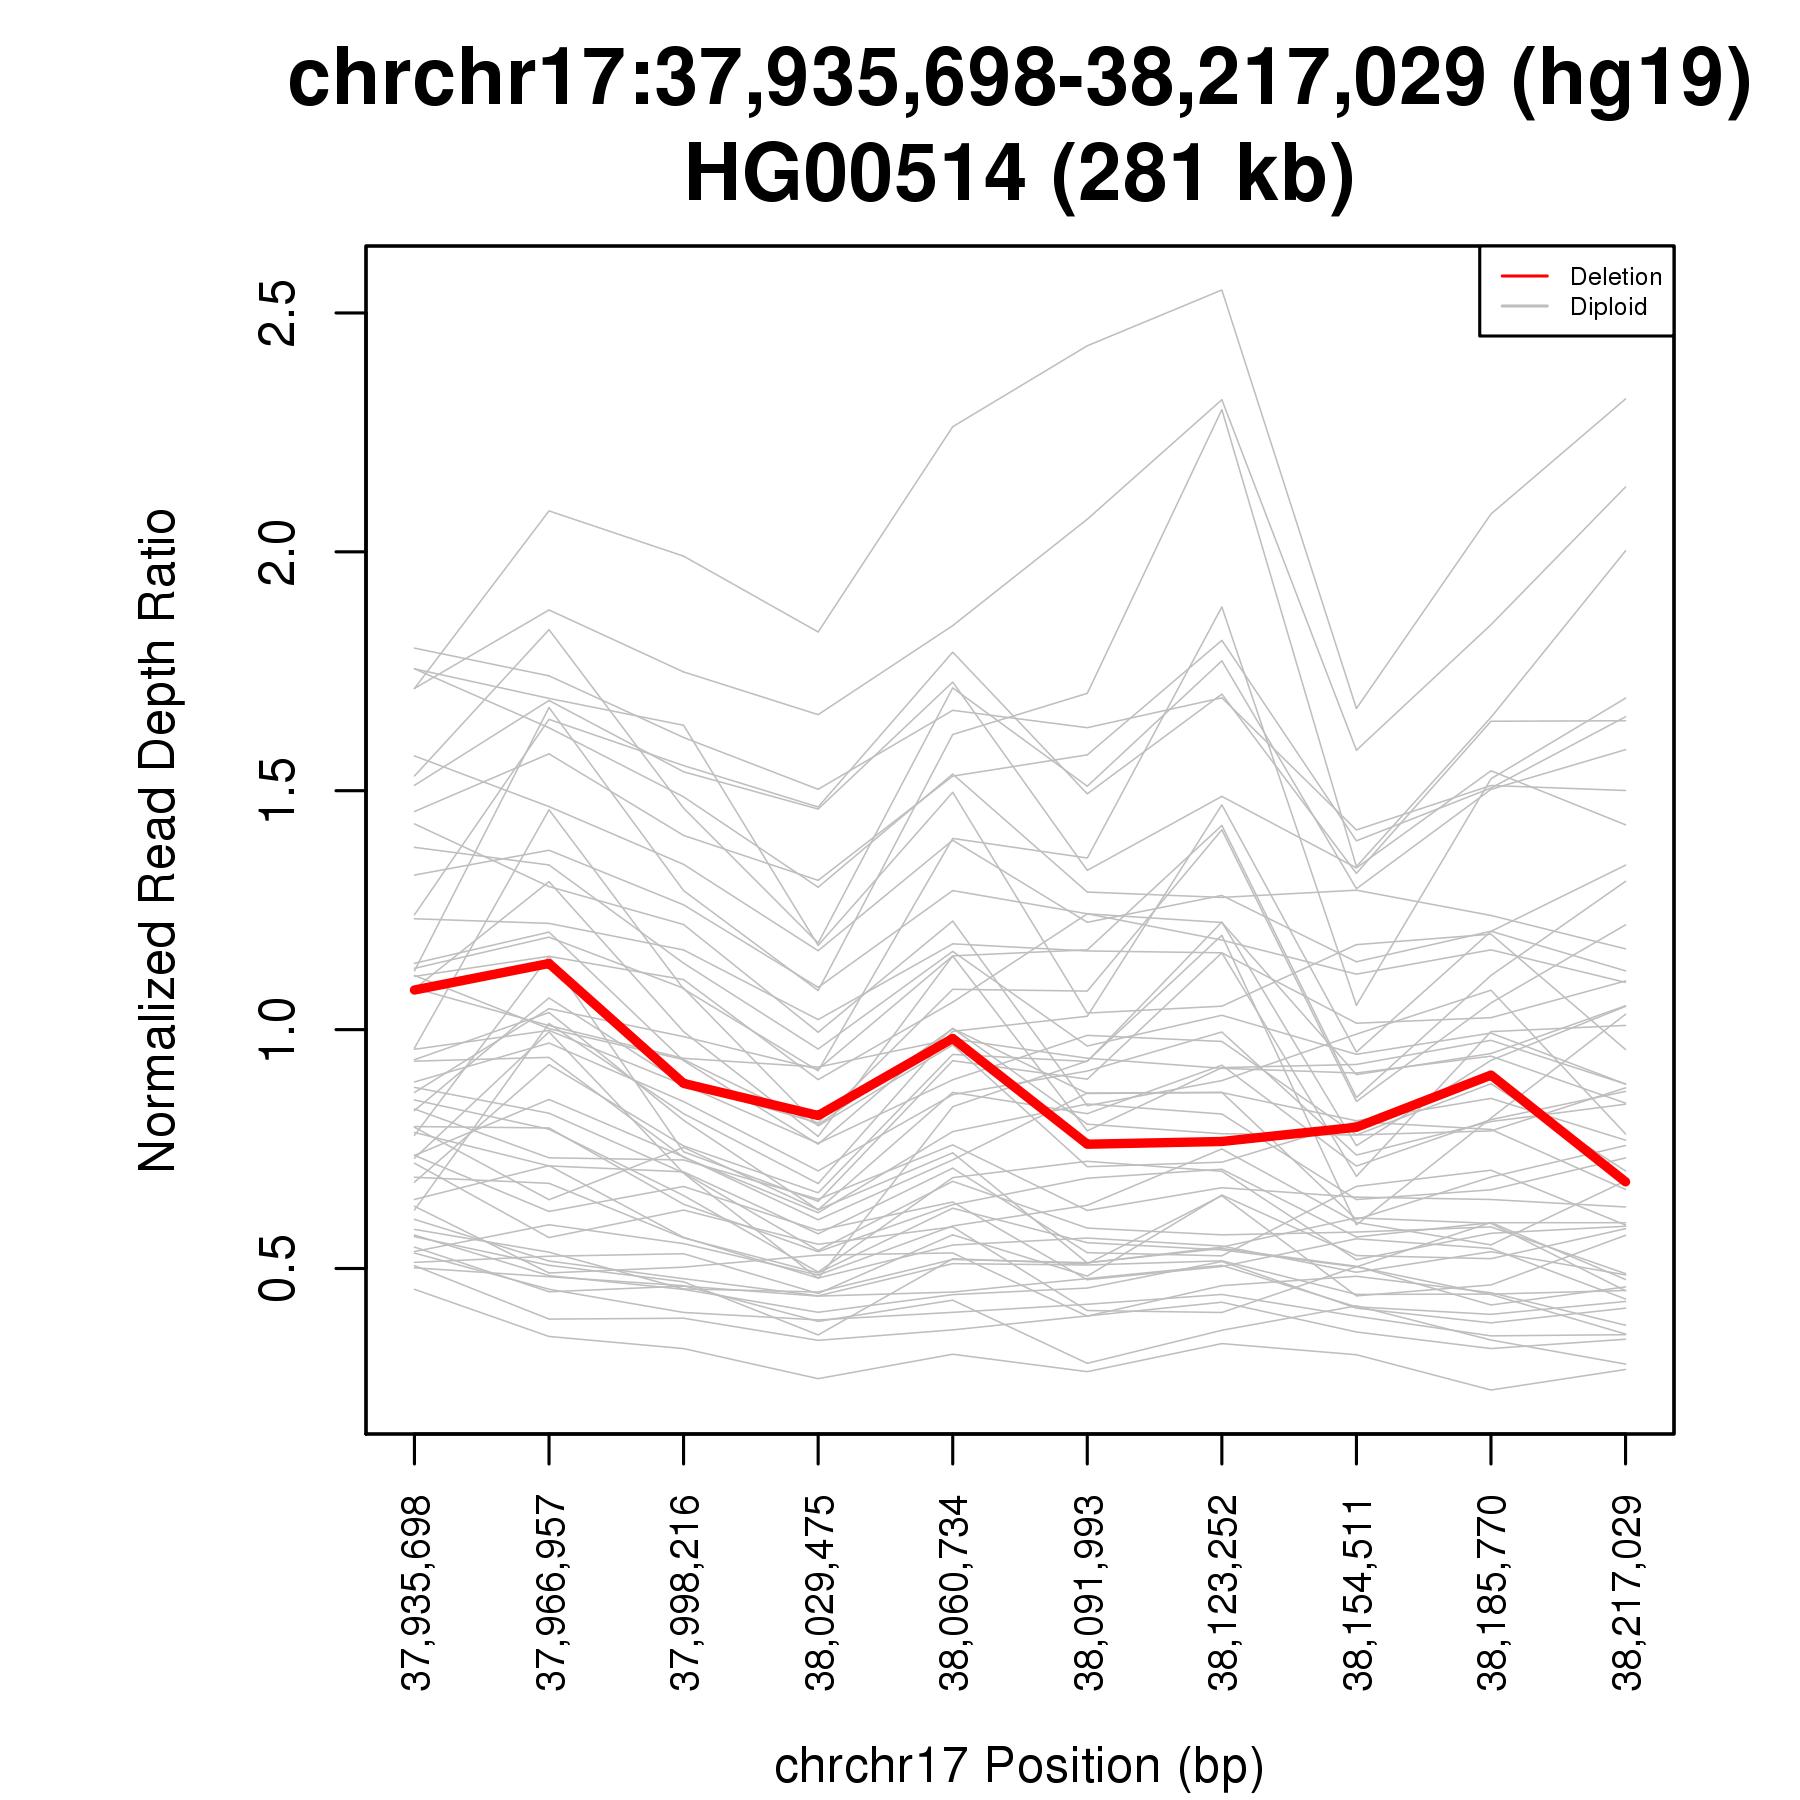 chrchr17:37,935,698-38,217,029 (hg19)
HG00514 (281 kb)
Deletion
Diploid
Normalized Read Depth Ratio
2.5
2.0
1.5
1.0
0.5
37,935,698
37,966,957
37,998,216
38,029,475
38,060,734
38,091,993
38,123,252
38,154,511
38,185,770
38,217,029
chrchr17 Position (bp)